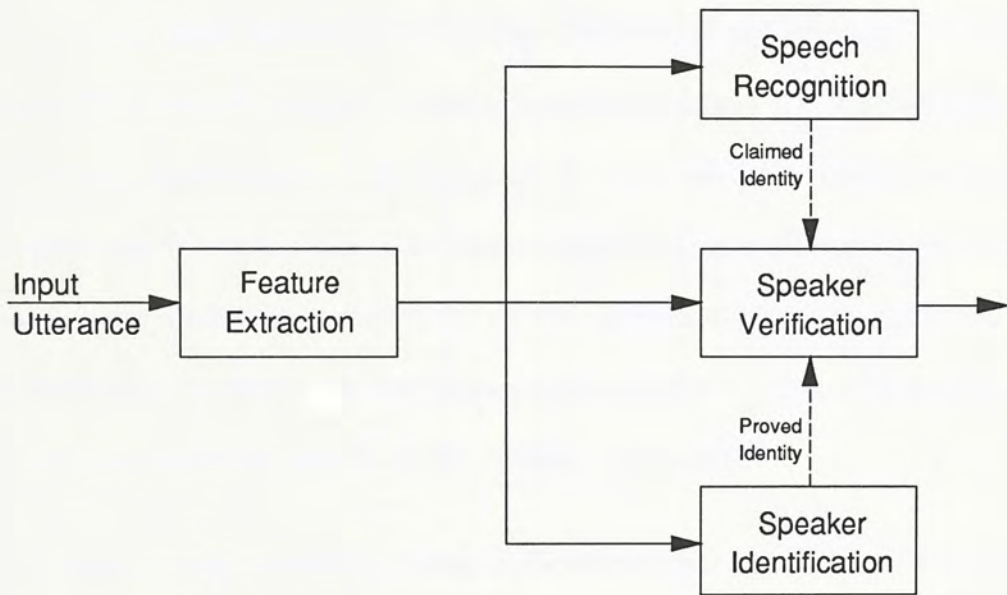 Speech
Recognition
Claimed
Identity
Input
Utterance
Feature
Extraction
Speaker
Verification
Proved
Identity
Speaker
Identification